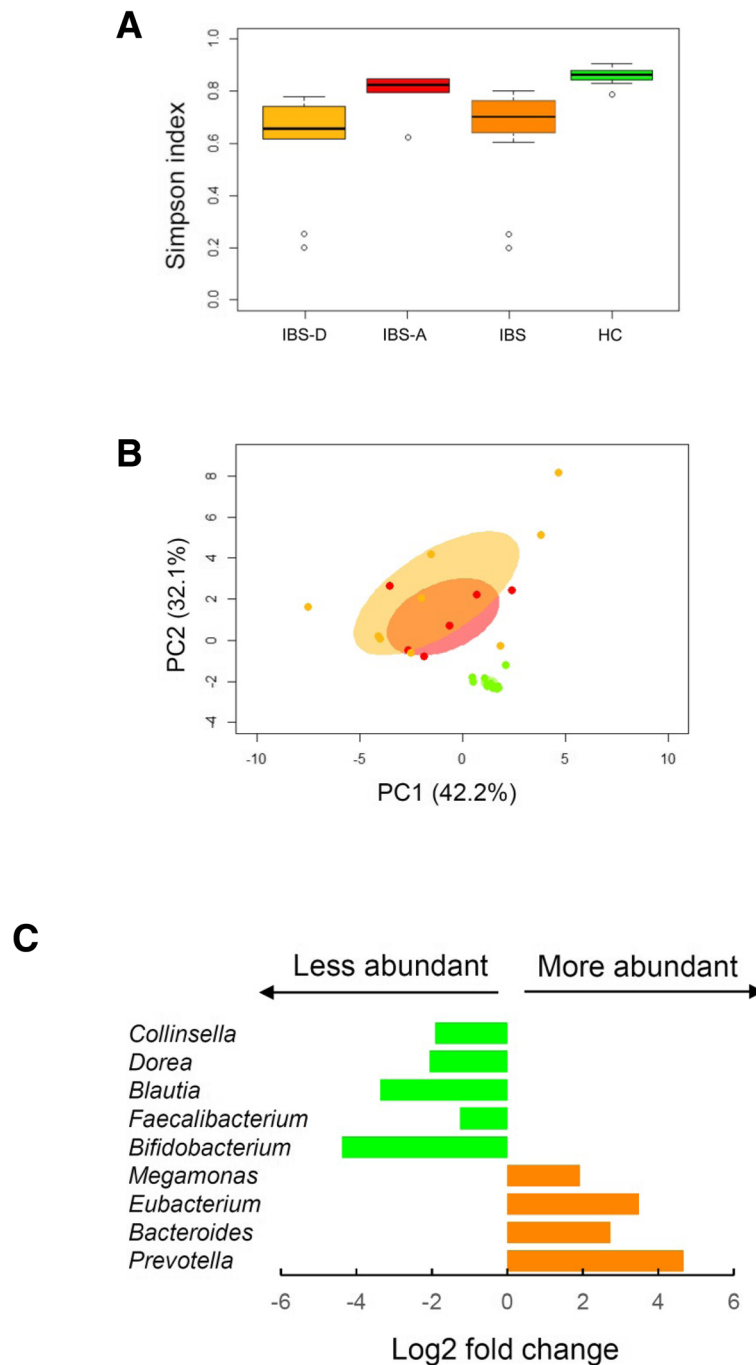 A
Simpson index
1.0
0.8
0.6
0.4
0.2
0.0
IBS-D IBS-A IBS HC
B
PC2 (32.1%)
8
6
4
2
0
-2
-4
-10 -5 0 5 10
PC1 (42.2%)
C
Less abundant More abundant
Collinsella
Dorea
Blautia
Faecalibacterium
Bifidobacterium
Megamonas
Eubacterium
Bacteroides
Prevotella
-6 -4 -2 0 2 4 6
Log2 fold change